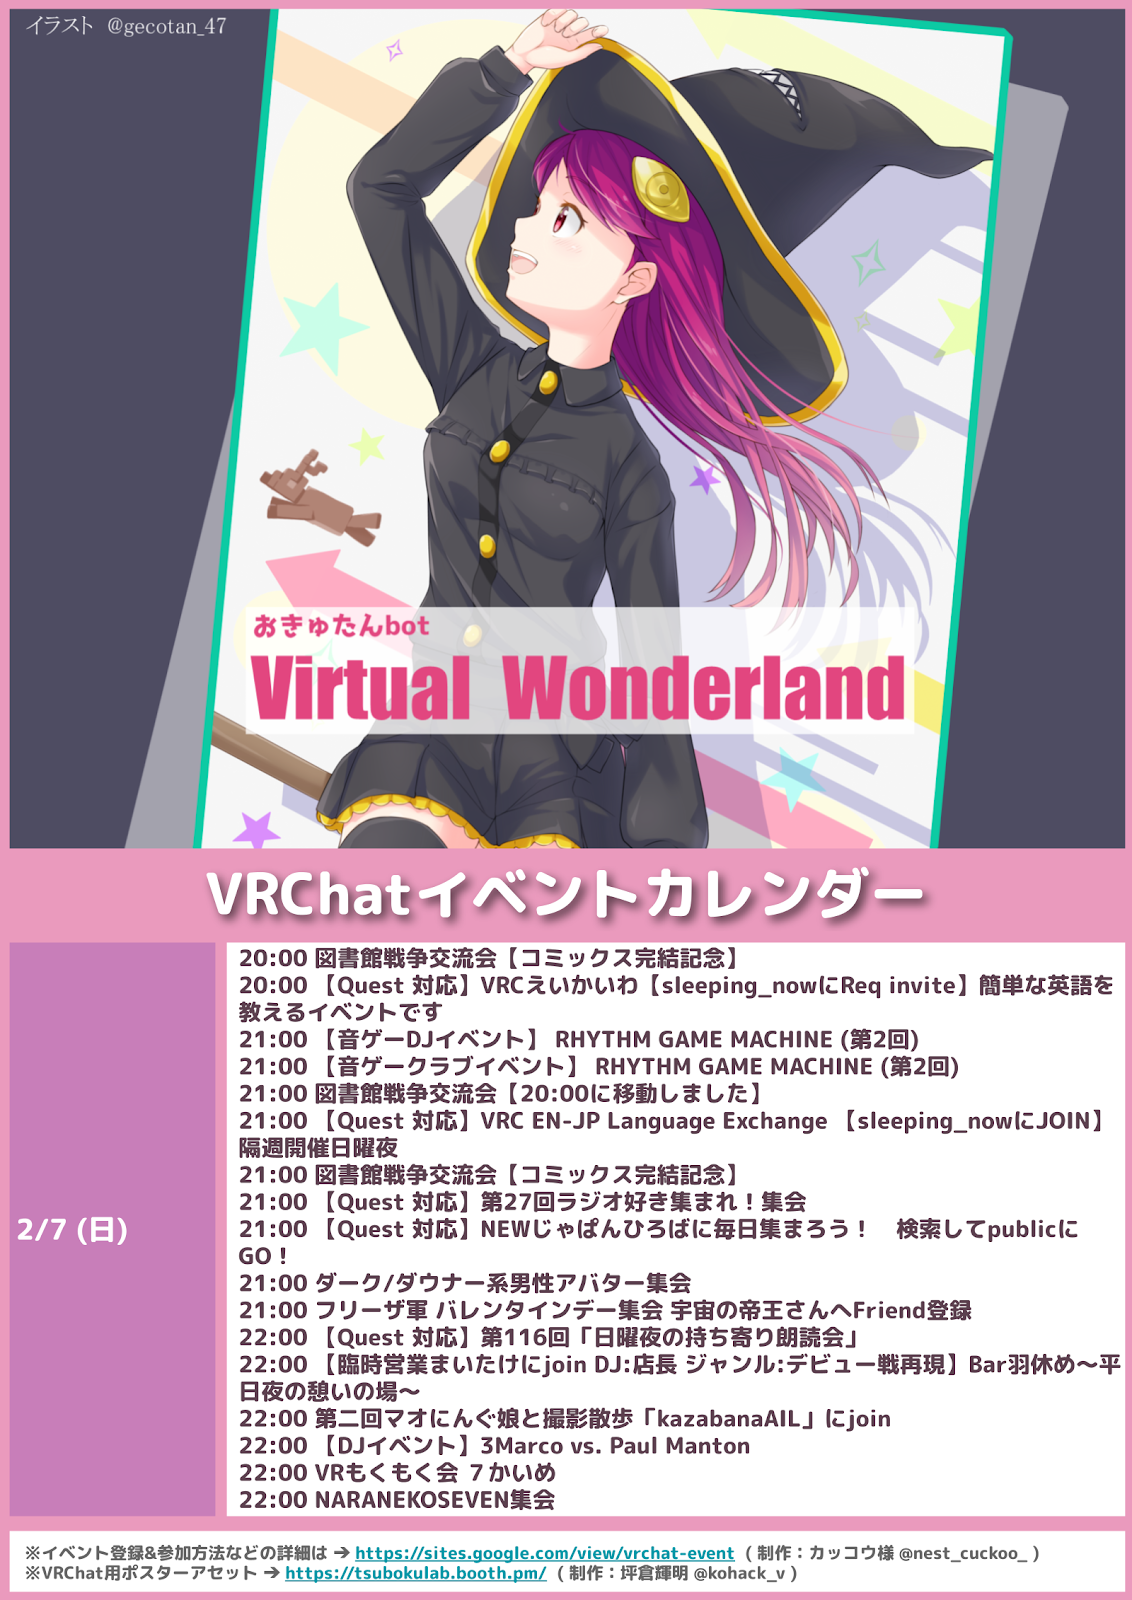 イラスト @gecotan_47
おきゅたんbot
Virtual Wonderland
VRChatイベントカレンダー
2/7 (日)
20:00 図書館戦争交流会【コミックス完結記念】
20:00 【Quest 対応】VRCえいかいわ【sleeping_nowにReq invite】簡単な英語を
教えるイベントです
21:00 【音ゲーDJイベント】 RHYTHM GAME MACHINE (第2回)
21:00 【音ゲークラブイベント】 RHYTHM GAME MACHINE (第2回)
21:00 図書館戦争交流会【20:00に移動しました】
21:00 【Quest 対応】VRC EN-JP Language Exchange 【sleeping_nowにJOIN】
隔週開催日曜夜
21:00 図書館戦争交流会【コミックス完結記念】
21:00 【Quest 対応】第27回ラジオ好き集まれ！集会
21:00 【Quest 対応】NEWじゃぱんひろばに毎日集まろう！　検索してpublicに
GO！
21:00 ダーク/ダウナー系男性アバター集会
21:00 フリーザ軍 バレンタインデー集会 宇宙の帝王さんへFriend登録
22:00 【Quest 対応】第116回「日曜夜の持ち寄り朗読会」
22:00 【臨時営業まいたけにjoin DJ:店長 ジャンル:デビュー戦再現】Bar羽休め～平
日夜の憩いの場～
22:00 第二回マオにんぐ娘と撮影散歩「kazabanaAIL」にjoin
22:00 【DJイベント】3Marco vs. Paul Manton
22:00 VRもくもく会 ７かいめ
22:00 NARANEKOSEVEN集会
※イベント登録&参加方法などの詳細は → https://sites.google.com/view/vrchat-event ( 制作：カッコウ様 @nest_cuckoo_ )
※VRChat用ポスターアセット → https://tsubokulab.booth.pm/ ( 制作：坪倉輝明 @kohack_v )